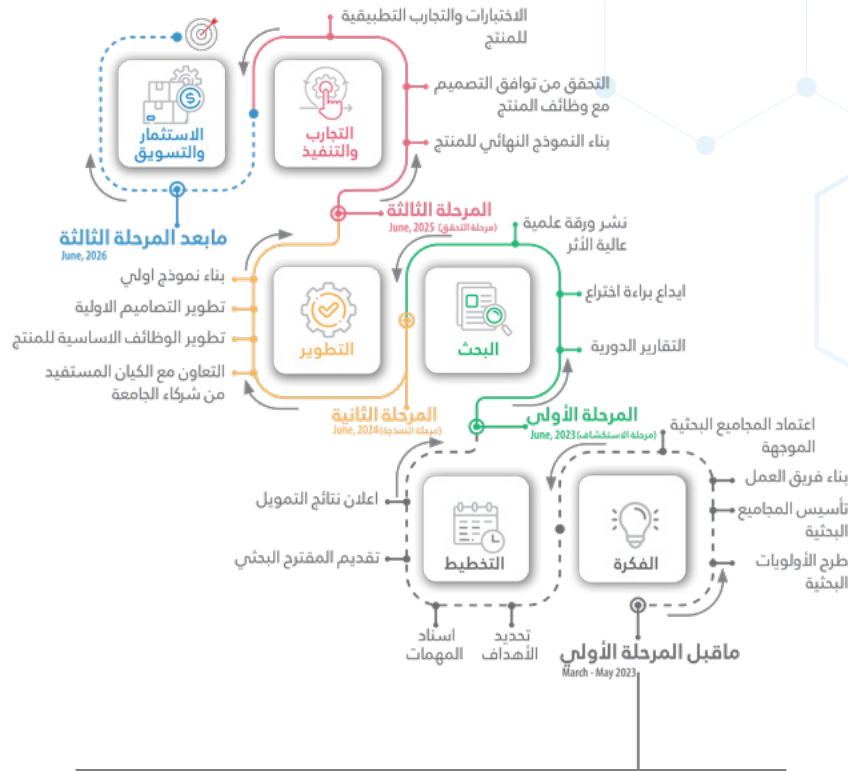 الاختبارات والتجارب التطبيقية
للمنتج
التحقق من توافق التصميم
مع وظائف المنتج
بناء النموذج النهائي للمنتج
التجارب
والتنفيذ
الاستثمار
والتسويق
المرحلة الثالثة
(مرحلة التحقق) June, 2025
مابعد المرحلة الثالثة
June, 2026
نشر ورقة علمية
عالية الأثر
ايداع براءة اختراع
التقارير الدورية
البحث
التطوير
بناء نموذج اولي
تطوير التصاميم الاولية
تطوير الوظائف الاساسية للمنتج
التعاون مع الكيان المستفيد
من شركاء الجامعة
المرحلة الأولى
(مرحلة الاستكشاف) June, 2023
المرحلة الثانية
(مرحلة النمذجة) June, 2024
اعتماد المجاميع البحثية
الموجهة
بناء فريق العمل
تأسيس المجاميع
البحثية
طرح الأولويات
البحثية
الفكرة
التخطيط
اعلان نتائج التمويل
تقديم المقترح البحثي
تحديد
الأهداف
اسناد
المهمات
ماقبل المرحلة الأولي
March - May 2023